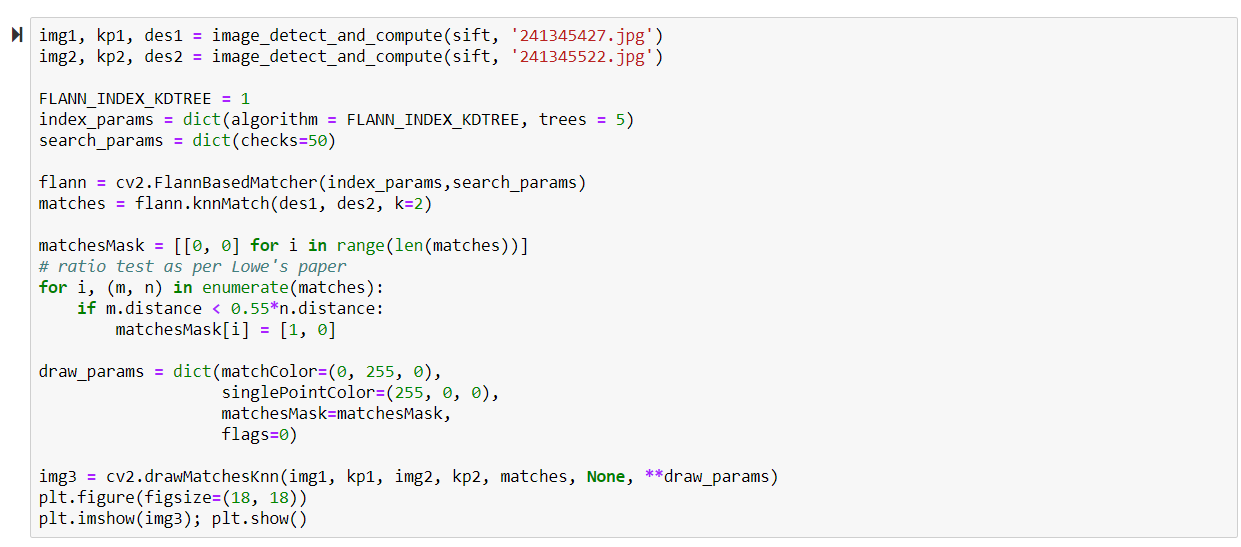 img1, kp1, des1 = image_detect_and_compute(sift, '241345427.jpg')
img2, kp2, des2 = image_detect_and_compute(sift, '241345522.jpg')

FLANN_INDEX_KDTREE = 1
index_params = dict(algorithm = FLANN_INDEX_KDTREE, trees = 5)
search_params = dict(checks=50)

flann = cv2.FlannBasedMatcher(index_params,search_params)
matches = flann.knnMatch(des1, des2, k=2)

matchesMask = [[0, 0] for i in range(len(matches))]
# ratio test as per Lowe's paper
for i, (m, n) in enumerate(matches):
    if m.distance < 0.55*n.distance:
        matchesMask[i] = [1, 0]

draw_params = dict(matchColor=(0, 255, 0),
                   singlePointColor=(255, 0, 0),
                   matchesMask=matchesMask,
                   flags=0)

img3 = cv2.drawMatchesKnn(img1, kp1, img2, kp2, matches, None, **draw_params)
plt.figure(figsize=(18, 18))
plt.imshow(img3); plt.show()